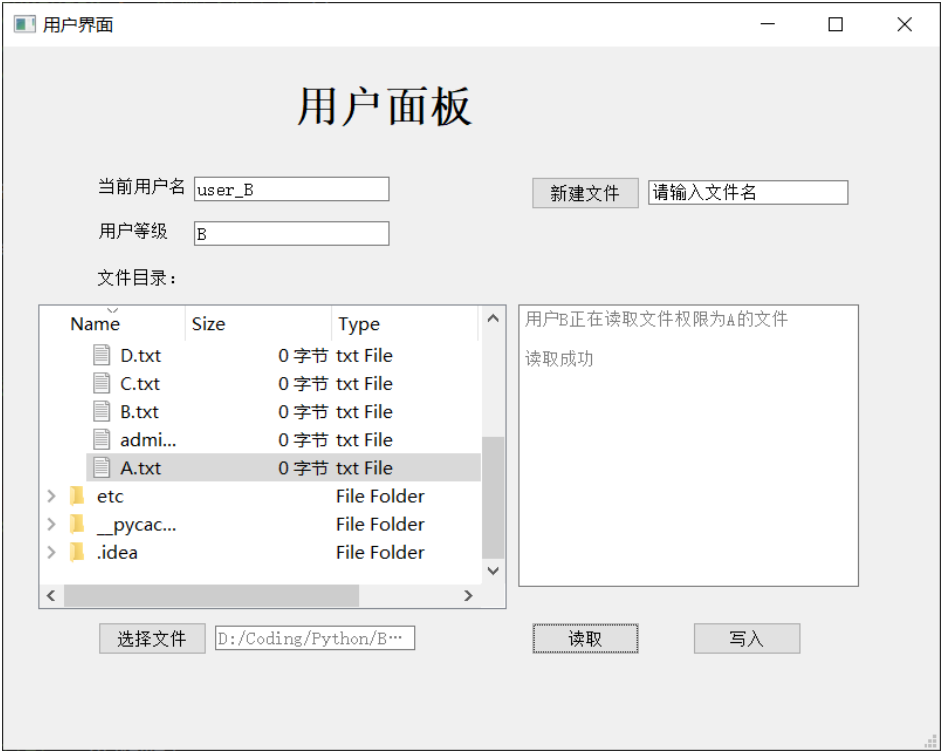 用户界面
用户面板
当前用户名 user_B
新建文件 请输入文件名
用户等级 B
文件目录：
Name Size Type
D.txt 0 字节 txt File
C.txt 0 字节 txt File
B.txt 0 字节 txt File
admi... 0 字节 txt File
A.txt 0 字节 txt File
etc File Folder
__pycac... File Folder
.idea File Folder
用户B正在读取文件权限为A的文件
读取成功
选择文件 D:/Coding/Python/B…
读取 写入